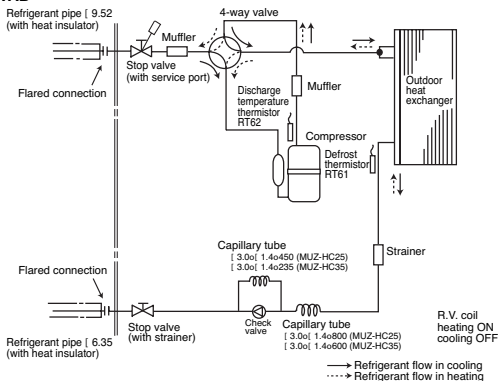 Refrigerant pipe [ 9.52
(with heat insulator)
4-way valve
Muffler
Stop valve
(with service port)
Flared connection
Muffler
Discharge
temperature
thermistor
RT62
Outdoor
heat
exchanger
Compressor
Defrost
thermistor
RT61
Capillary tube
[ 3.0o[ 1.4o450 (MUZ-HC25)
[ 3.0o[ 1.4o235 (MUZ-HC35)
Strainer
Flared connection
Stop valve
(with strainer)
Check
valve
Capillary tube
[ 3.0o[ 1.4o800 (MUZ-HC25)
[ 3.0o[ 1.4o600 (MUZ-HC35)
R.V. coil
heating ON
cooling OFF
Refrigerant pipe [ 6.35
(with heat insulator)
Refrigerant flow in cooling
Refrigerant flow in heating